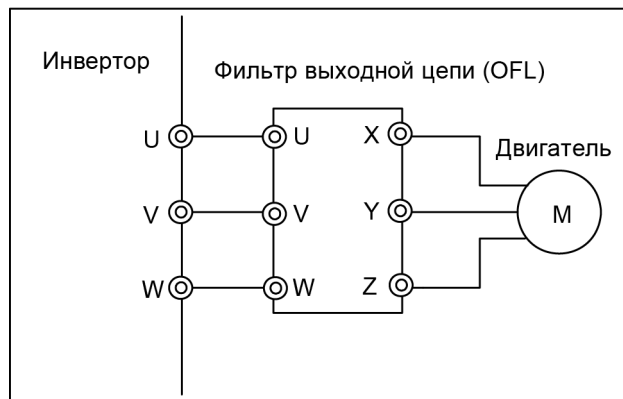 Инвертор
Фильтр выходной цепи (OFL)
U U X
Двигатель
V V Y M
W W Z